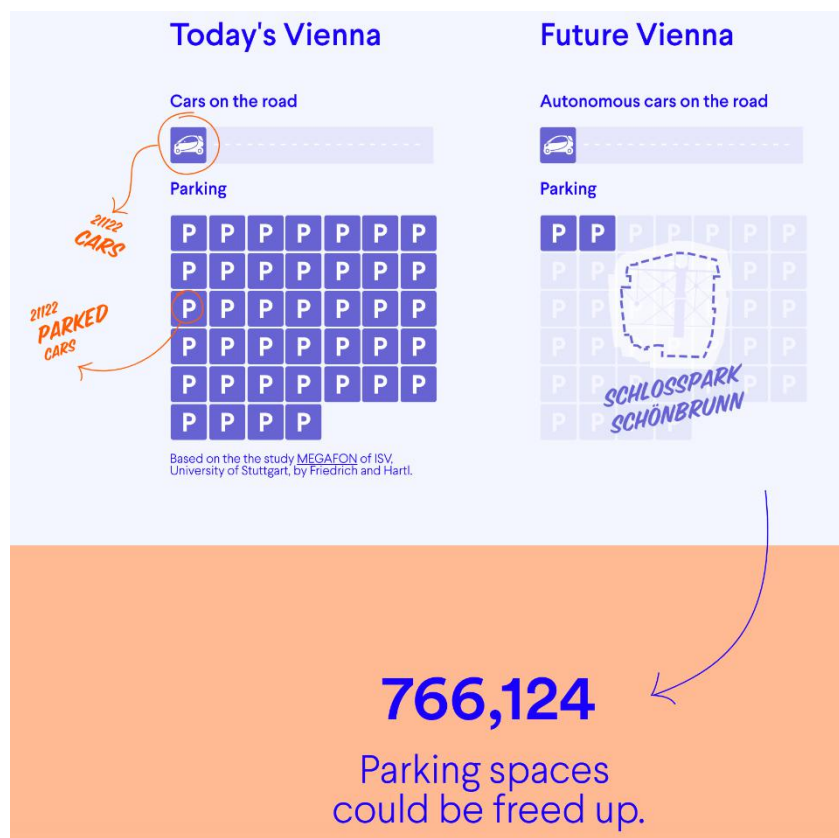 Today's Vienna
Cars on the road
21122
CARS
Parking
P P P P P P P
P P P P P P P
P P P P P P P
P P P P P P P
P P P P P P P
P P P P
21122
PARKED
CARS
Based on the the study MEGAFON of ISV,
University of Stuttgart, by Friedrich and Hartl.
Future Vienna
Autonomous cars on the road
Parking
P P P P P P P
P P P P
P P P P
P P P P
P P P
P P
SCHLOSSPARK
SCHÖNBRUNN
766,124
Parking spaces
could be freed up.